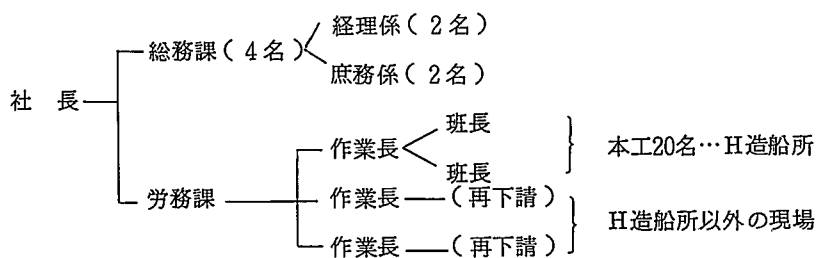 経理係(2名)
総務課(4名)
庶務係(2名)
社長
班長
作業長
本工20名…H造船所
班長
労務課
作業長
(再下請)
H造船所以外の現場
作業長
(再下請)